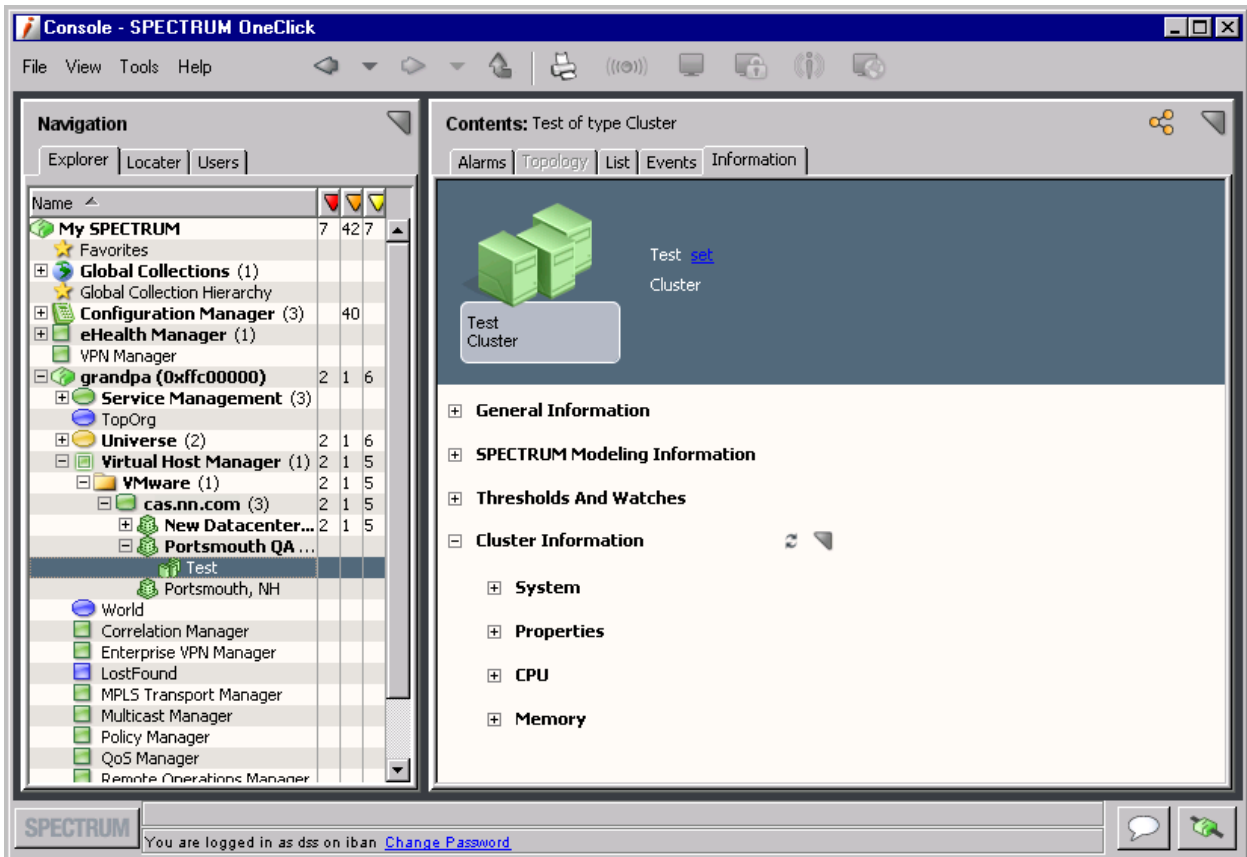 Console - SPECTRUM OneClick
File View Tools Help
Navigation
Explorer Locater Users
Name
My SPECTRUM 7 42 7
Favorites
Global Collections (1)
Global Collection Hierarchy
Configuration Manager (3) 40
eHealth Manager (1)
VPN Manager
grandpa (0xffc00000) 2 1 6
Service Management (3)
TopOrg
Universe (2) 2 1 6
Virtual Host Manager (1) 2 1 5
VMware (1) 2 1 5
cas.nn.com (3) 2 1 5
New Datacenter... 2 1 5
Portsmouth QA ...
Test
Portsmouth, NH
World
Correlation Manager
Enterprise VPN Manager
LostFound
MPLS Transport Manager
Multicast Manager
Policy Manager
QoS Manager
Remote Operations Manager
Contents: Test of type Cluster
Alarms Topology List Events Information
Test set
Cluster
Test
Cluster
General Information
SPECTRUM Modeling Information
Thresholds And Watches
Cluster Information
System
Properties
CPU
Memory
SPECTRUM
You are logged in as dss on iban Change Password